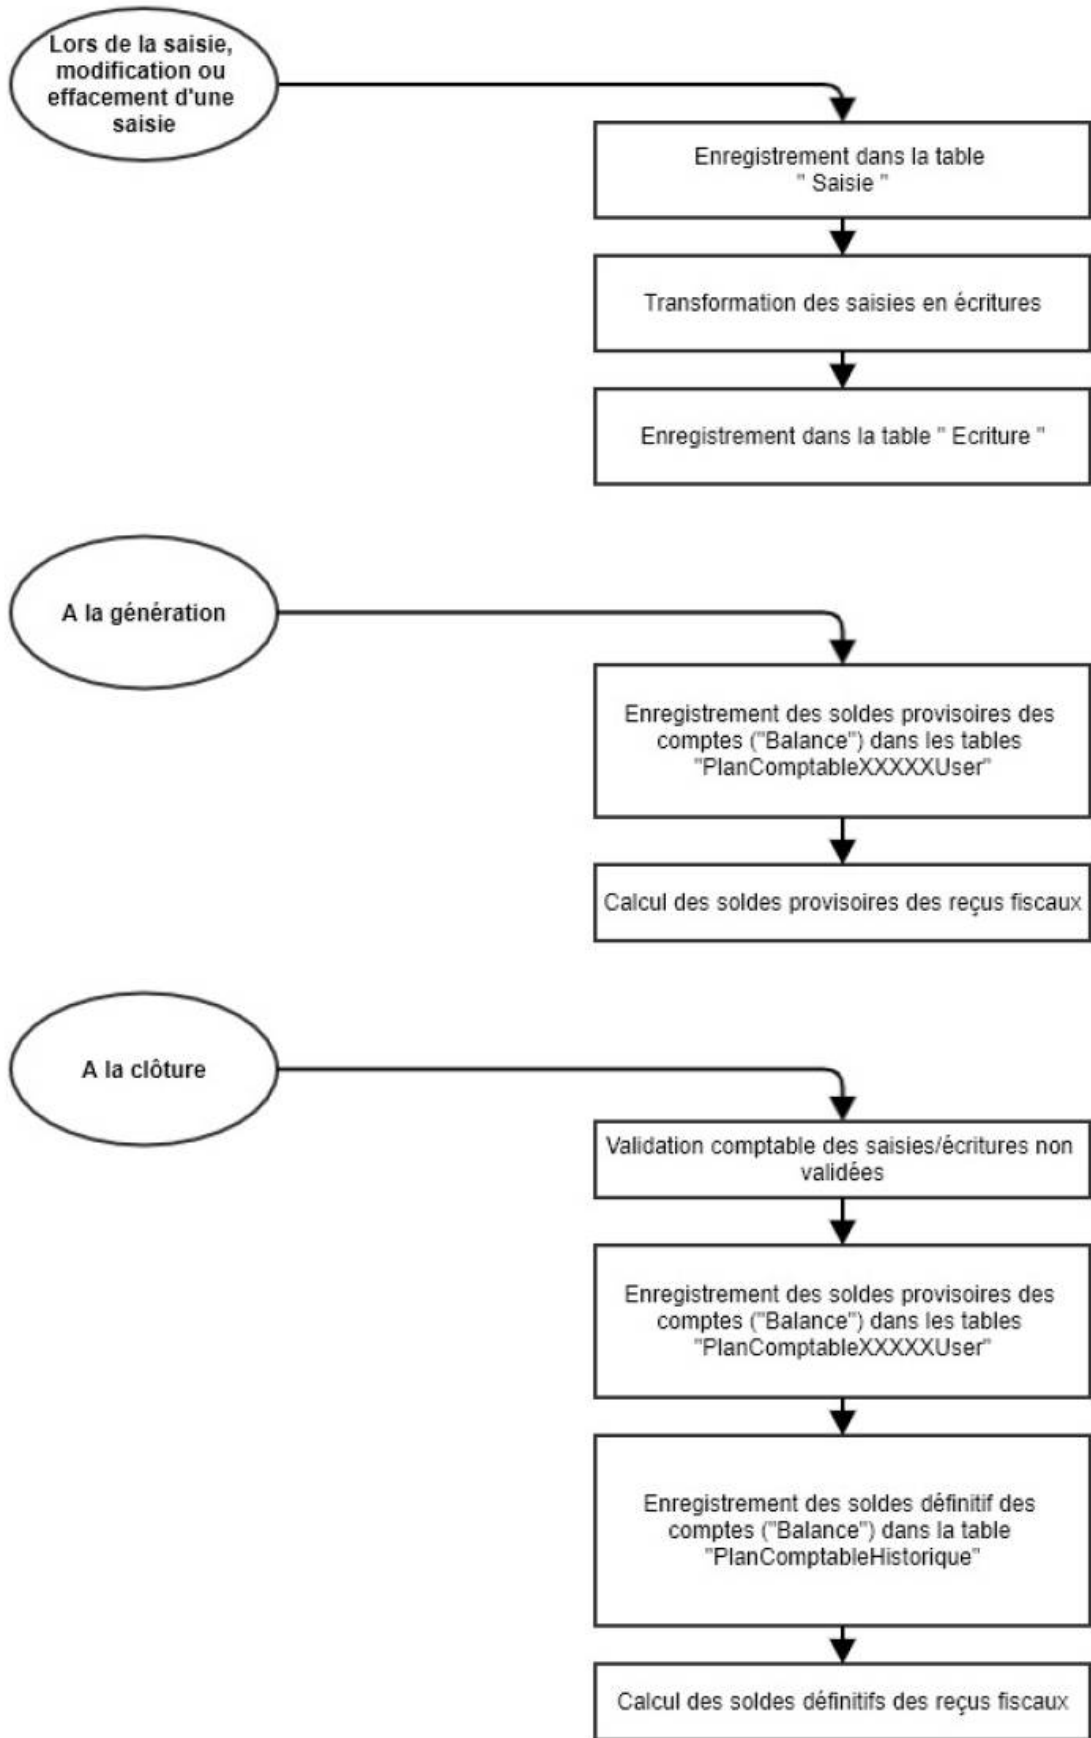 Lors de la saisie,
modification ou
effacement d'une
saisie
Enregistrement dans la table
" Saisie "
Transformation des saisies en écritures
Enregistrement dans la table " Ecriture "
A la génération
Enregistrement des soldes provisoires des
comptes ("Balance") dans les tables
"PlanComptableXXXXXUser"
Calcul des soldes provisoires des reçus fiscaux
A la clôture
Validation comptable des saisies/écritures non
validées
Enregistrement des soldes provisoires des
comptes ("Balance") dans les tables
"PlanComptableXXXXXUser"
Enregistrement des soldes définitif des
comptes ("Balance") dans la table
"PlanComptableHistorique"
Calcul des soldes définitifs des reçus fiscaux